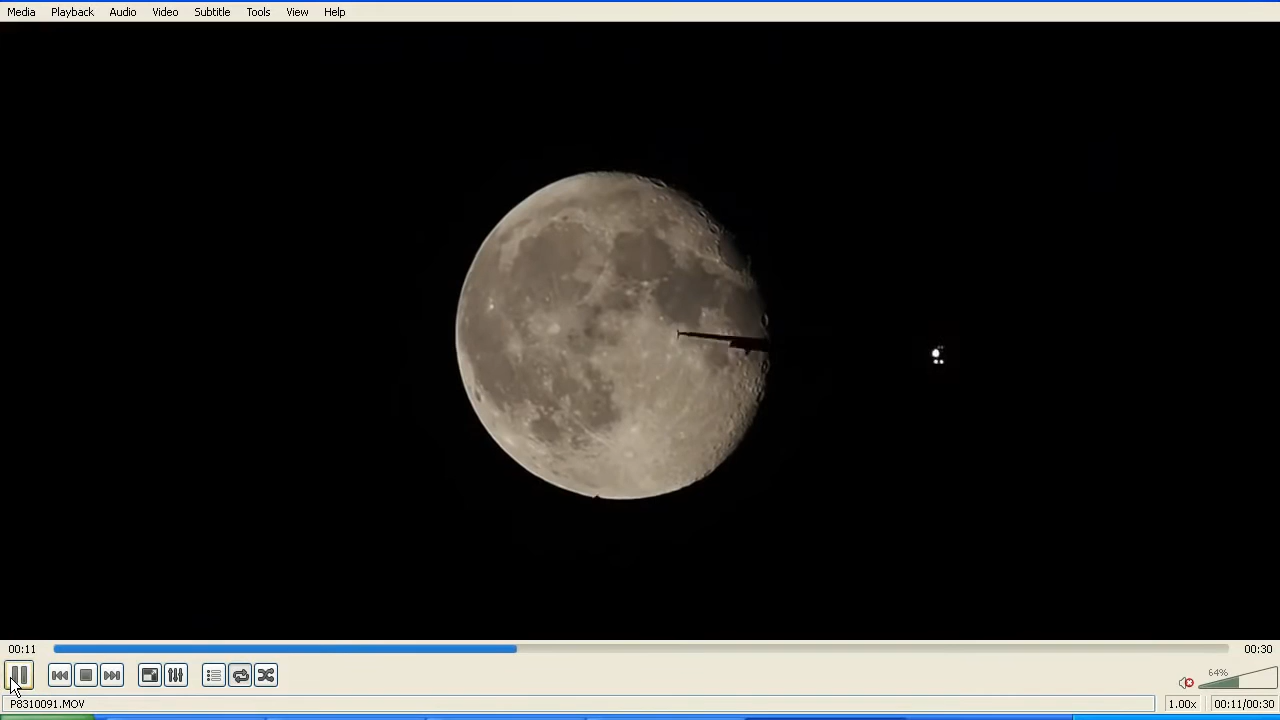 Media Playback Audio Video Subtitle Tools View Help
00:11 00:30
64%
P8310091.MOV 1.00x 00:11/00:30